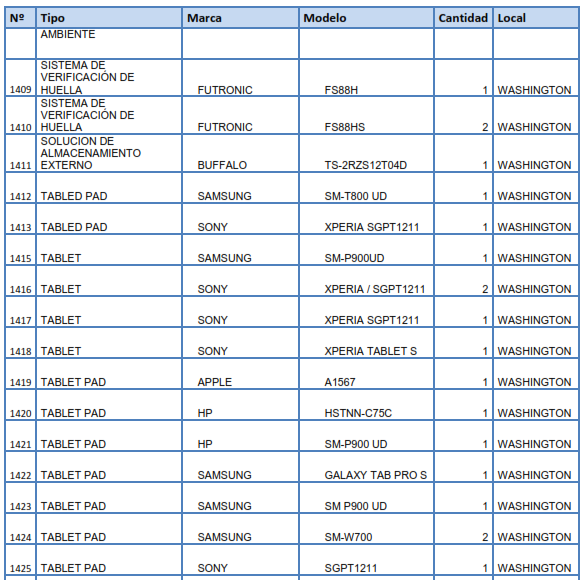 Nº Tipo Marca Modelo Cantidad Local
AMBIENTE
SISTEMA DE
VERIFICACIÓN DE
1409 HUELLA FUTRONIC FS88H 1 WASHINGTON
SISTEMA DE
VERIFICACIÓN DE
1410 HUELLA FUTRONIC FS88HS 2 WASHINGTON
SOLUCION DE
ALMACENAMIENTO
1411 EXTERNO BUFFALO TS-2RZS12T04D 1 WASHINGTON
1412 TABLED PAD SAMSUNG SM-T800 UD 1 WASHINGTON
1413 TABLED PAD SONY XPERIA SGPT1211 1 WASHINGTON
1415 TABLET SAMSUNG SM-P900UD 1 WASHINGTON
1416 TABLET SONY XPERIA / SGPT1211 2 WASHINGTON
1417 TABLET SONY XPERIA SGPT1211 1 WASHINGTON
1418 TABLET SONY XPERIA TABLET S 1 WASHINGTON
1419 TABLET PAD APPLE A1567 1 WASHINGTON
1420 TABLET PAD HP HSTNN-C75C 1 WASHINGTON
1421 TABLET PAD HP SM-P900 UD 1 WASHINGTON
1422 TABLET PAD SAMSUNG GALAXY TAB PRO S 1 WASHINGTON
1423 TABLET PAD SAMSUNG SM P900 UD 1 WASHINGTON
1424 TABLET PAD SAMSUNG SM-W700 2 WASHINGTON
1425 TABLET PAD SONY SGPT1211 1 WASHINGTON